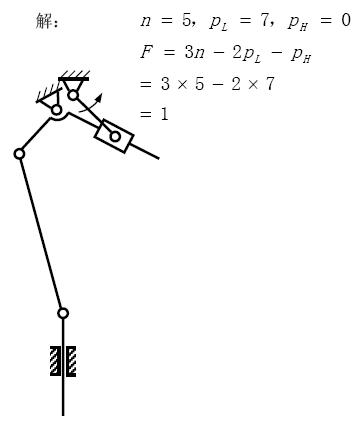 解： n = 5， p_L = 7， p_H = 0
F = 3n − 2p_L − p_H
= 3 × 5 − 2 × 7
= 1